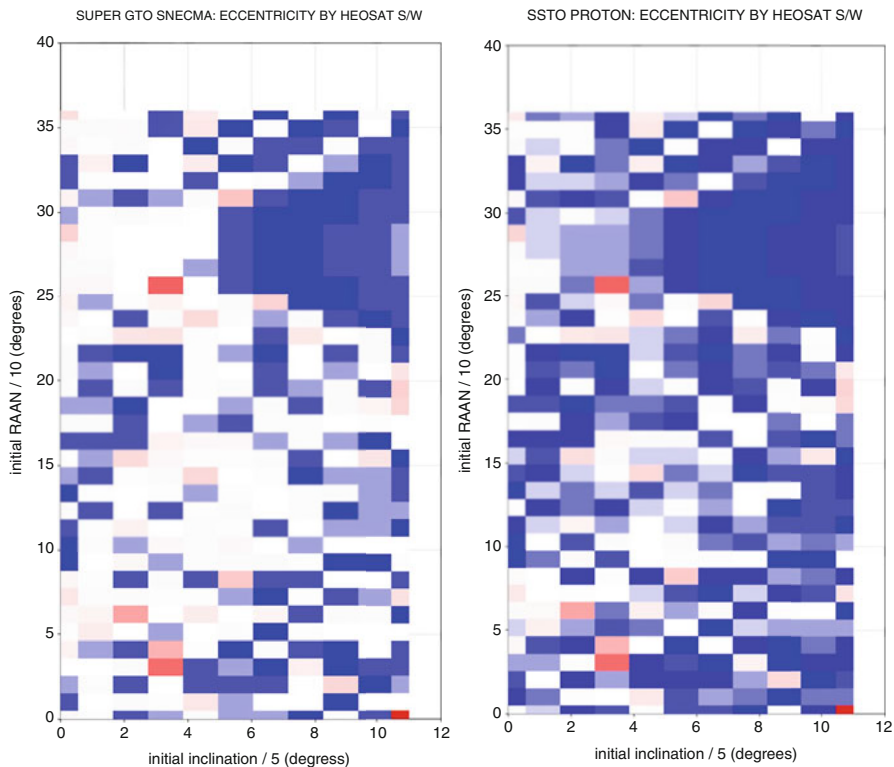 SUPER GTO SNECMA: ECCENTRICITY BY HEOSAT S/W
40
35
30
25
20
15
10
5
0
0 2 4 6 8 10 12
initial RAAN / 10 (degrees)
initial inclination / 5 (degress)
SSTO PROTON: ECCENTRICITY BY HEOSAT S/W
40
35
30
25
20
15
10
5
0
0 2 4 6 8 10 12
initial RAAN / 10 (degrees)
initial inclination / 5 (degrees)